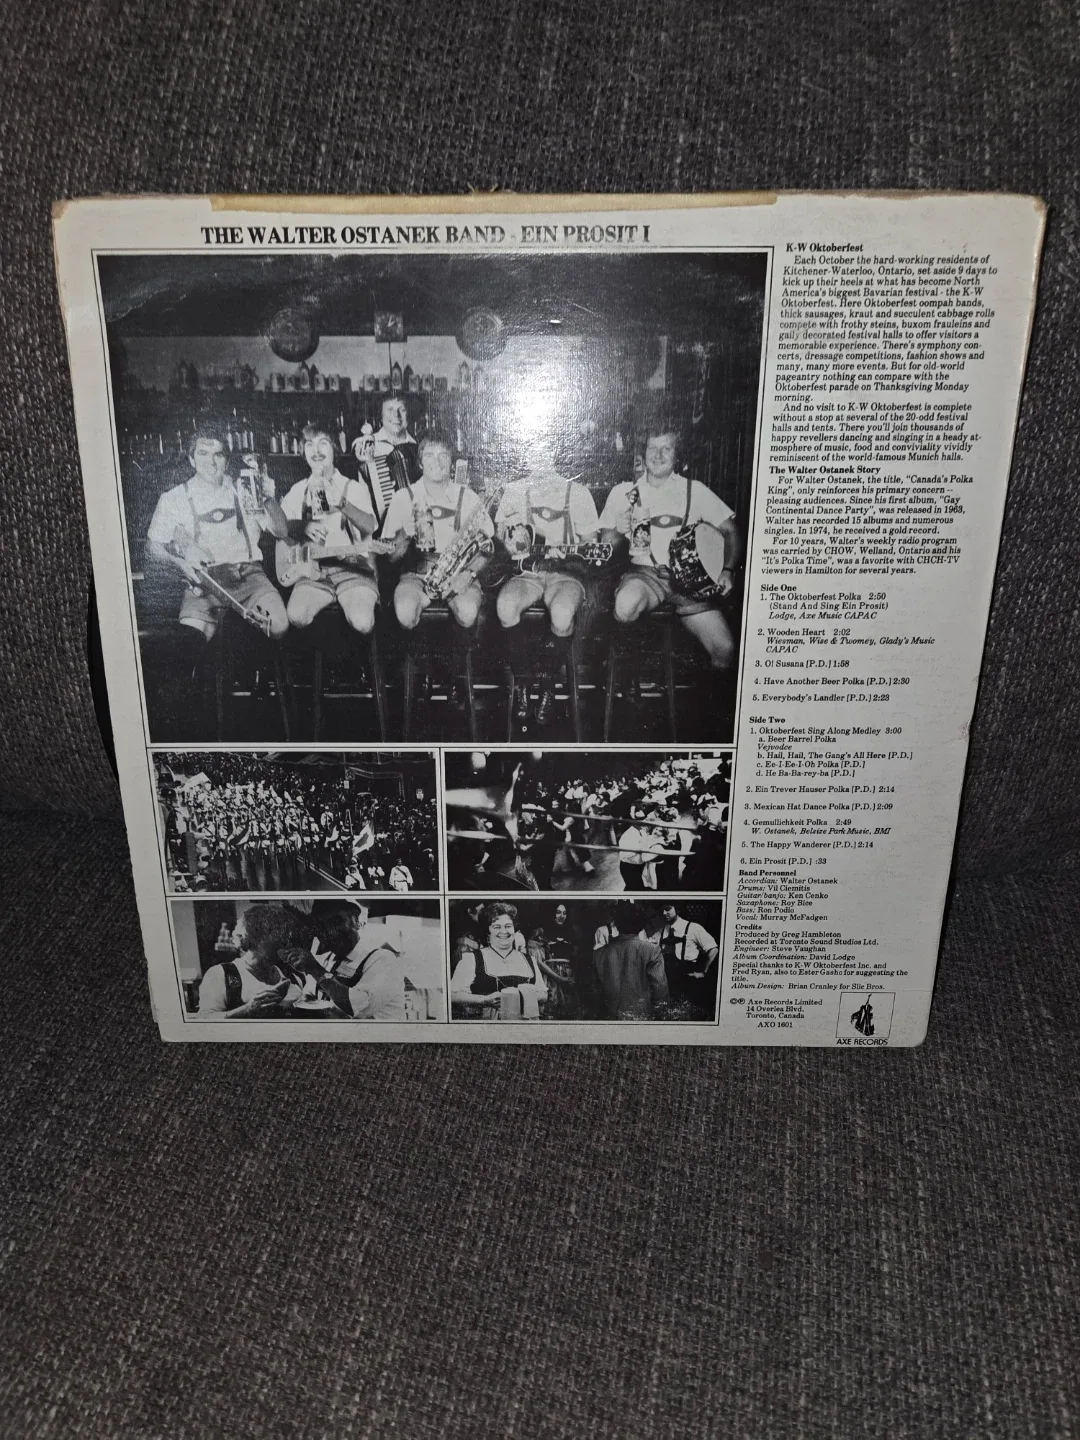 THE WALTER OSTANEK BAND - EIN PROSIT I
K-W Oktoberfest
Each October the hard-working residents of
Kitchener-Waterloo, Ontario, set aside 9 days to
kick up their heels at what has become North
America's biggest Bavarian festival - the K-W
Oktoberfest. Here Oktoberfest oompah bands,
thick sausages, kraut and succulent cabbage rolls
compete with frothy steins, buxom frauleins and
gaily decorated festival halls to offer visitors a
memorable experience. There's symphony con-
certs, dressage competitions, fashion shows and
many, many more events. But for old-world
pageantry nothing can compare with the
Oktoberfest parade on Thanksgiving Monday
morning.
And no visit to K-W Oktoberfest is complete
without a stop at several of the 20-odd festival
halls and tents. There you'll join thousands of
happy revellers dancing and singing in a heady at-
mosphere of music, food and conviviality vividly
reminiscent of the world-famous Munich halls.
The Walter Ostanek Story
For Walter Ostanek, the title, "Canada's Polka
King", only reinforces his primary concern --
pleasing audiences. Since his first album, "Gay
Continental Dance Party", was released in 1963,
Walter has recorded 15 albums and numerous
singles. In 1974, he received a gold record.
For 10 years, Walter's weekly radio program
was carried by CHOW, Welland, Ontario and his
"It's Polka Time", was a favorite with CHCH-TV
viewers in Hamilton for several years.
Side One
1. The Oktoberfest Polka 2:50
(Stand And Sing Ein Prosit)
Lodge, Axe Music CAPAC
2. Wooden Heart 2:02
Wiesman, Wise & Twomey, Glady's Music
CAPAC
3. O! Susana [P.D.] 1:58
4. Have Another Beer Polka [P.D.] 2:30
5. Everybody's Landler [P.D.] 2:23
Side Two
1. Oktoberfest Sing Along Medley 3:00
a. Beer Barrel Polka
Vejvodce
b. Hail, Hail, The Gang's All Here [P.D.]
c. Ee-I-Ee-I-Oh Polka [P.D.]
d. He Ba-Ba-rey-ba [P.D.]
2. Ein Trever Hauser Polka [P.D.] 2:14
3. Mexican Hat Dance Polka [P.D.] 2:09
4. Gemullichkeit Polka 2:49
W. Ostanek, Belsize Park Music, BMI
5. The Happy Wanderer [P.D.] 2:14
6. Ein Prosit [P.D.] :33
Band Personnel
Accordian: Walter Ostanek
Drums: Vil Clemitis
Guitar/banjo: Ken Cenko
Saxaphone: Roy Bice
Bass: Ron Podio
Vocal: Murray McFadgen
Credits
Produced by Greg Hambleton
Recorded at Toronto Sound Studios Ltd.
Engineer: Steve Vaughan
Album Coordination: David Lodge
Special thanks to K-W Oktoberfest Inc. and
Fred Ryan, also to Ester Gashc for suggesting the
title.
Album Design: Brian Cranley for Slic Bros.
©℗ Axe Records Limited
14 Overlea Blvd.
Toronto, Canada
AXO 1601
AXE RECORDS